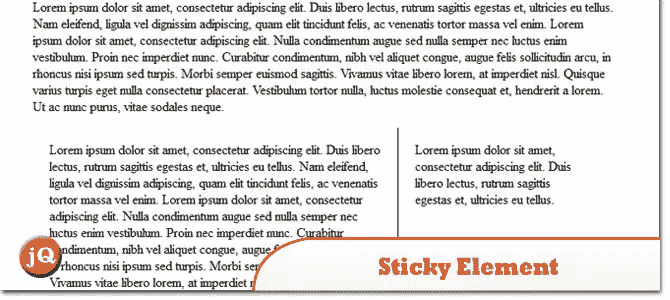 Lorem ipsum dolor sit amet, consectetur adipiscing elit. Duis libero lectus, rutrum sagittis egestas et, ultricies eu tellus.
Nam eleifend, ligula vel dignissim adipiscing, quam elit tincidunt felis, ac venenatis tortor massa vel enim. Lorem
ipsum dolor sit amet, consectetur adipiscing elit. Nulla condimentum augue sed nulla semper nec luctus enim
vestibulum. Proin nec imperdiet nunc. Curabitur condimentum, nibh vel aliquet congue, augue felis sollicitudin arcu, in
rhoncus nisi ipsum sed turpis. Morbi semper euismod sagittis. Vivamus vitae libero lorem, at imperdiet nisl. Quisque
varius turpis eget nulla consectetur placerat. Vestibulum tortor nulla, luctus molestie consequat et, hendrerit a lorem.
Ut ac nunc purus, vitae sodales neque.
Lorem ipsum dolor sit amet, consectetur adipiscing elit. Duis libero
lectus, rutrum sagittis egestas et, ultricies eu tellus. Nam eleifend,
ligula vel dignissim adipiscing, quam elit tincidunt felis, ac venenatis
tortor massa vel enim. Lorem ipsum dolor sit amet, consectetur
adipiscing elit. Nulla condimentum augue sed nulla semper nec
luctus enim vestibulum. Proin nec imperdiet nunc. Curabitur
condimentum, nibh vel aliquet congue, augue
rhoncus nisi ipsum sed turpis. Morbi
Vivamus vitae libero lorem, at imperdiet
Lorem ipsum dolor sit amet,
consectetur adipiscing elit. Duis
libero lectus, rutrum sagittis
egestas et, ultricies eu tellus.
jQ
Sticky Element